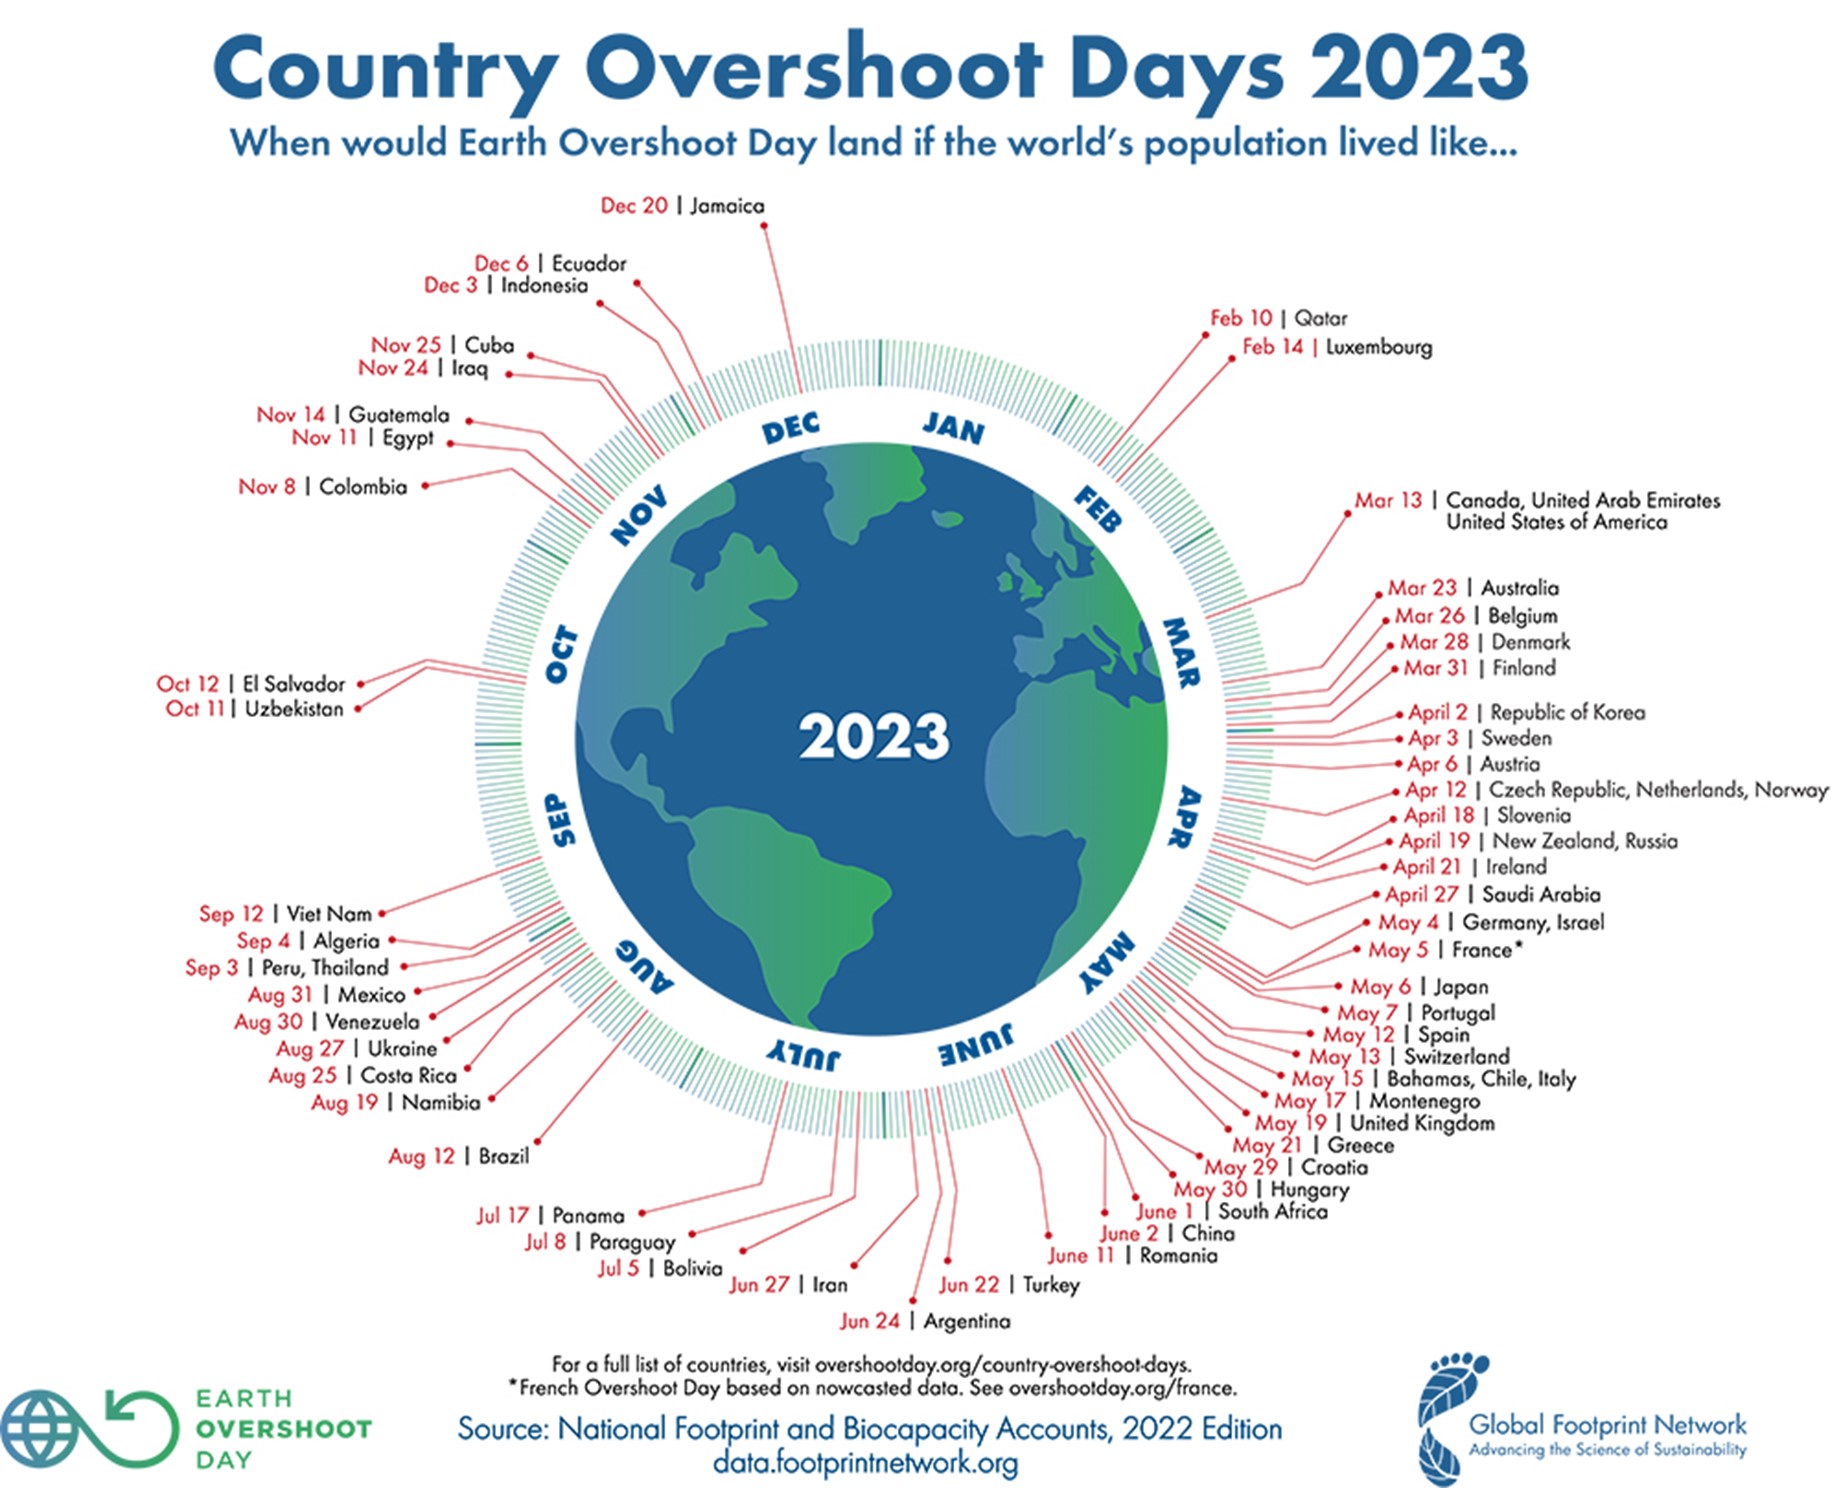 Country Overshoot Days 2023
When would Earth Overshoot Day land if the world's population lived like...
Dec 20 | Jamaica
Dec 6 | Ecuador
Dec 3 | Indonesia
Nov 25 | Cuba
Nov 24 | Iraq
Nov 14 | Guatemala
Nov 11 | Egypt
Nov 8 | Colombia
Oct 12 | El Salvador
Oct 11 | Uzbekistan
Sep 12 | Viet Nam
Sep 4 | Algeria
Sep 3 | Peru, Thailand
Aug 31 | Mexico
Aug 30 | Venezuela
Aug 27 | Ukraine
Aug 25 | Costa Rica
Aug 19 | Namibia
Aug 12 | Brazil
Jul 17 | Panama
Jul 8 | Paraguay
Jul 5 | Bolivia
Jun 27 | Iran
Jun 24 | Argentina
Jun 22 | Turkey
Feb 10 | Qatar
Feb 14 | Luxembourg
Mar 13 | Canada, United Arab Emirates
United States of America
Mar 23 | Australia
Mar 26 | Belgium
Mar 28 | Denmark
Mar 31 | Finland
April 2 | Republic of Korea
Apr 3 | Sweden
Apr 6 | Austria
Apr 12 | Czech Republic, Netherlands, Norway
April 18 | Slovenia
April 19 | New Zealand, Russia
April 21 | Ireland
April 27 | Saudi Arabia
May 4 | Germany, Israel
May 5 | France*
May 6 | Japan
May 7 | Portugal
May 12 | Spain
May 13 | Switzerland
May 15 | Bahamas, Chile, Italy
May 17 | Montenegro
May 19 | United Kingdom
May 21 | Greece
May 29 | Croatia
May 30 | Hungary
June 1 | South Africa
June 2 | China
June 11 | Romania
JAN
FEB
MAR
APR
MAY
JUNE
JULY
AUG
SEP
OCT
NOV
DEC
2023
For a full list of countries, visit overshootday.org/country-overshoot-days.
*French Overshoot Day based on nowcasted data. See overshootday.org/france.
Source: National Footprint and Biocapacity Accounts, 2022 Edition
data.footprintnetwork.org
EARTH
OVERSHOOT
DAY
Global Footprint Network
Advancing the Science of Sustainability